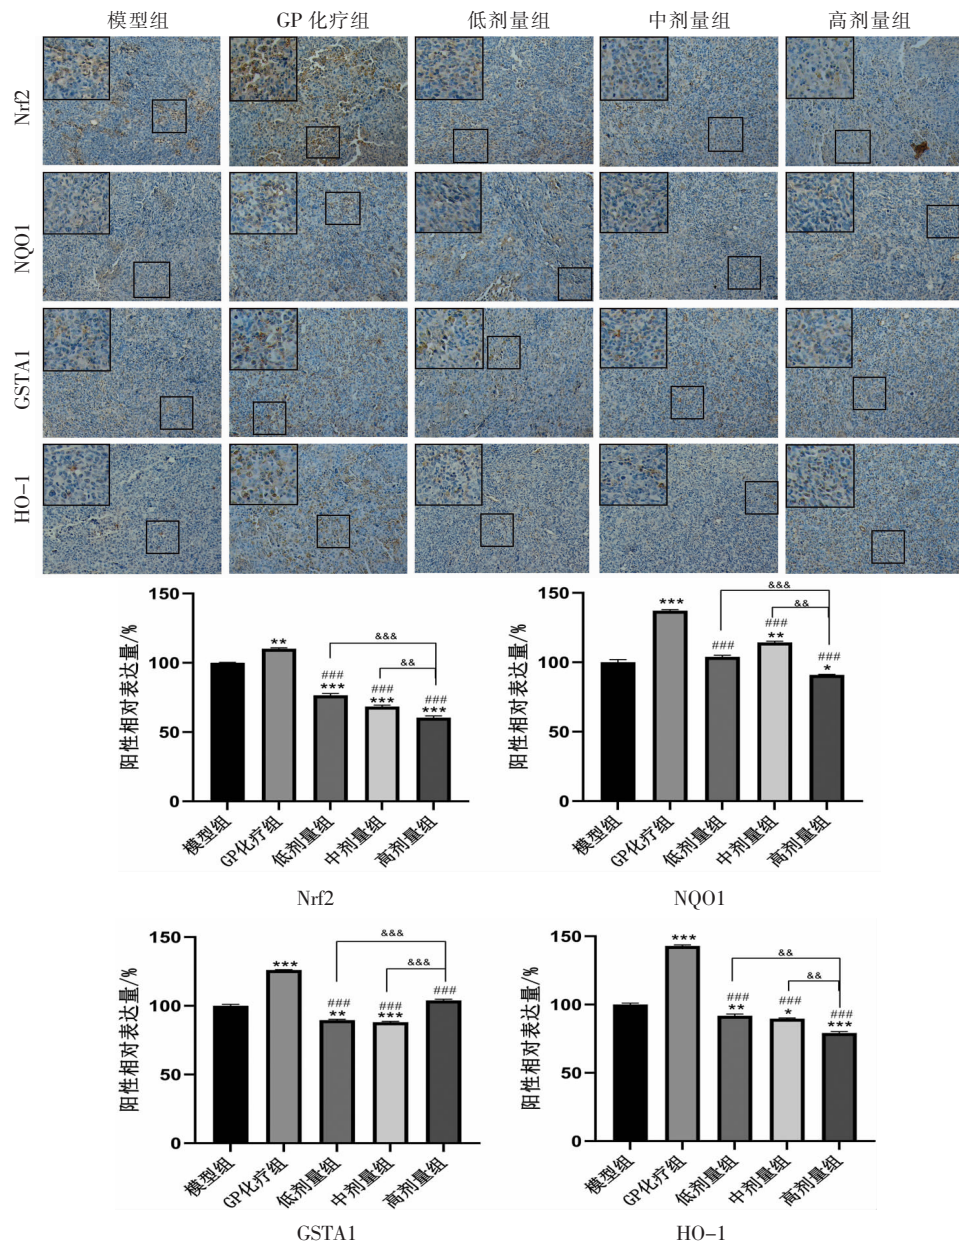 模型组 GP 化疗组 低剂量组 中剂量组 高剂量组
Nrf2
NQO1
GSTA1
HO-1
阳性相对表达量/%
150
100
50
0
**
###
***
###
***
###
***
&&&
&&
模型组
GP化疗组
低剂量组
中剂量组
高剂量组
Nrf2
阳性相对表达量/%
150
100
50
0
***
###
###
**
###
*
&&&
&&
模型组
GP化疗组
低剂量组
中剂量组
高剂量组
NQO1
阳性相对表达量/%
150
100
50
0
***
###
**
###
***
###
&&&
&&&
模型组
GP化疗组
低剂量组
中剂量组
高剂量组
GSTA1
阳性相对表达量/%
150
100
50
0
***
###
**
###
*
###
***
&&
&&
模型组
GP化疗组
低剂量组
中剂量组
高剂量组
HO-1